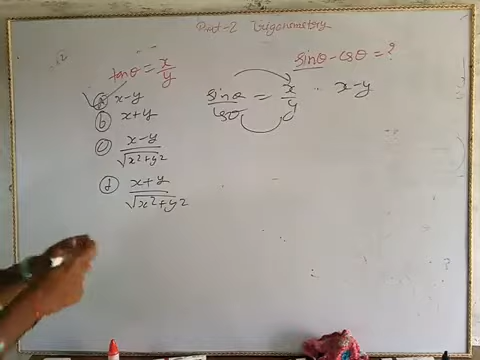 Part-2 Trigonometry
tanθ = x/y
sinθ - cosθ = ?
ⓐ x-y
sinθ/cosθ = x/y . x-y
ⓑ x+y
ⓒ x-y/√x²+y2
ⓓ x+y/√x²+y2